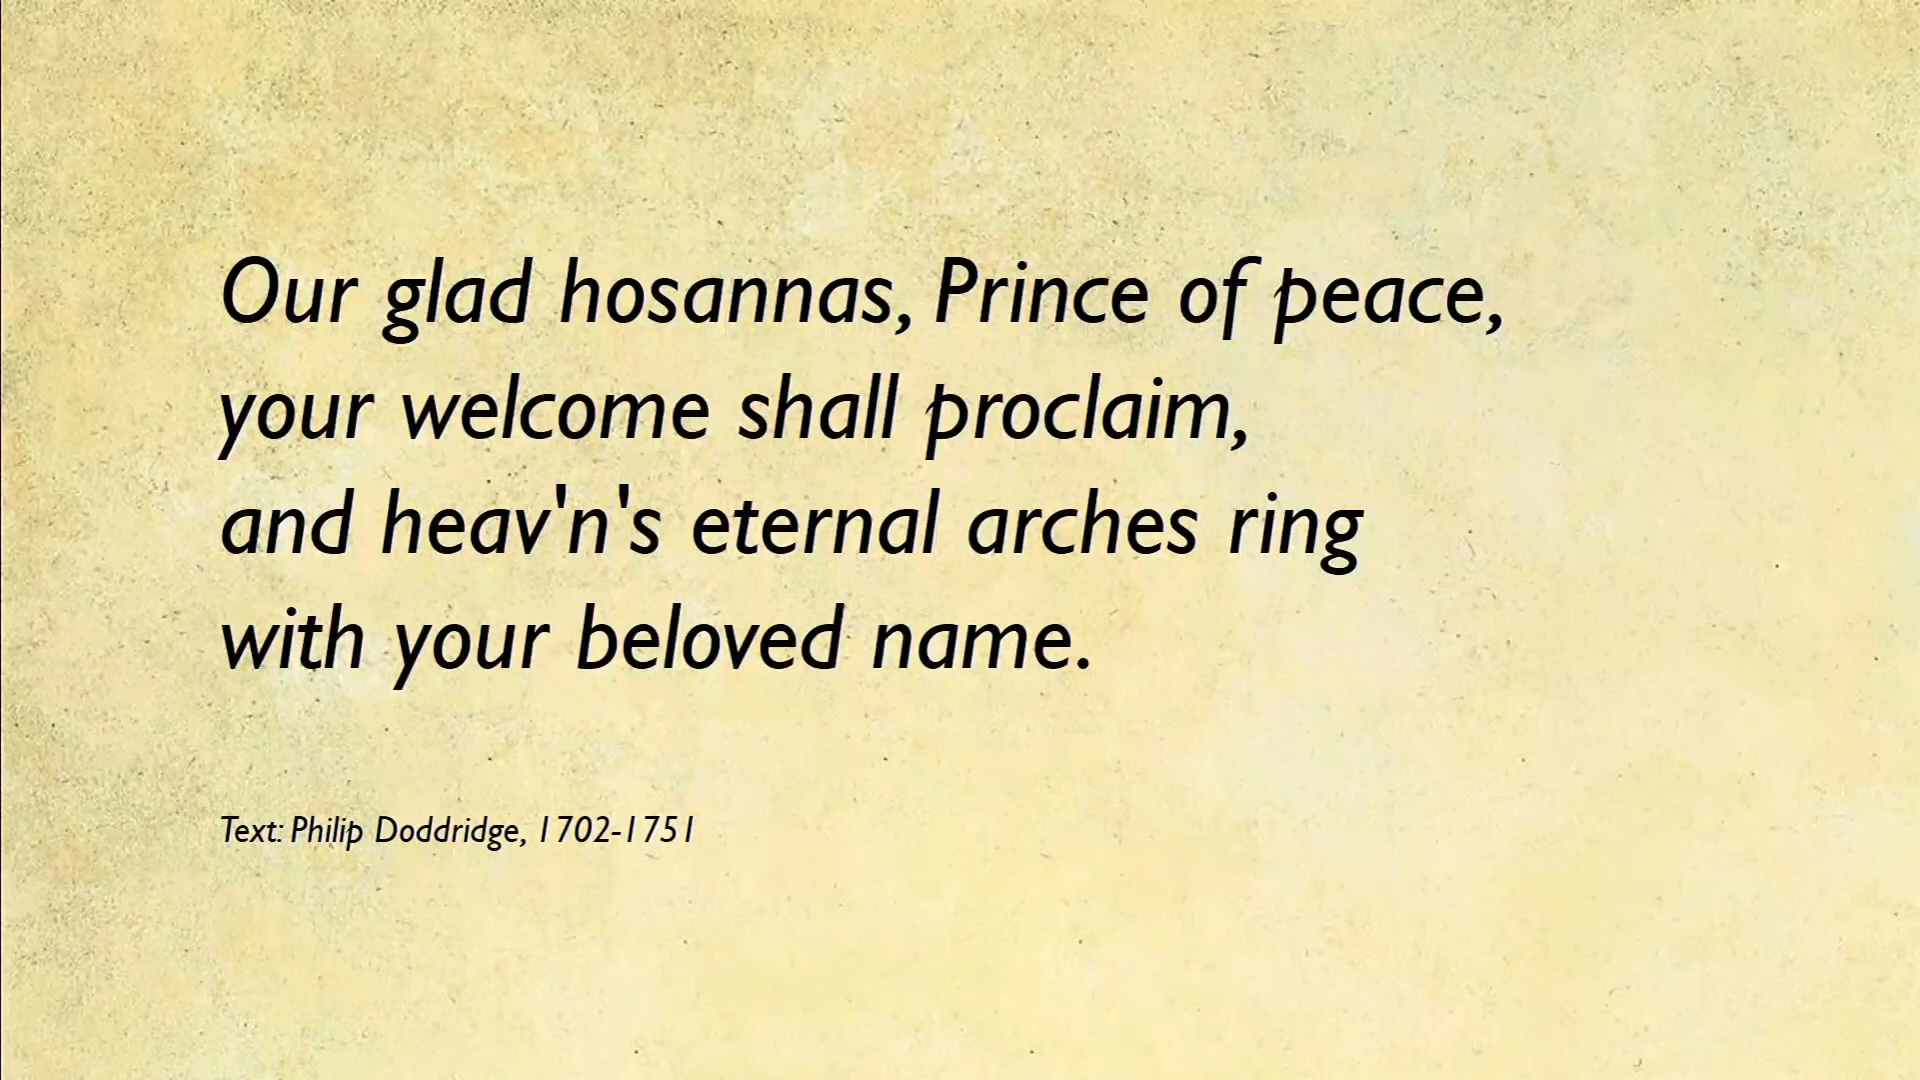 Our glad hosannas, Prince of peace,
your welcome shall proclaim,
and heav'n's eternal arches ring
with your beloved name.
Text: Philip Doddridge, 1702-1751